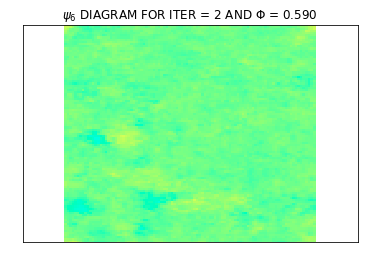 ψ₆ DIAGRAM FOR ITER = 2 AND Φ = 0.590